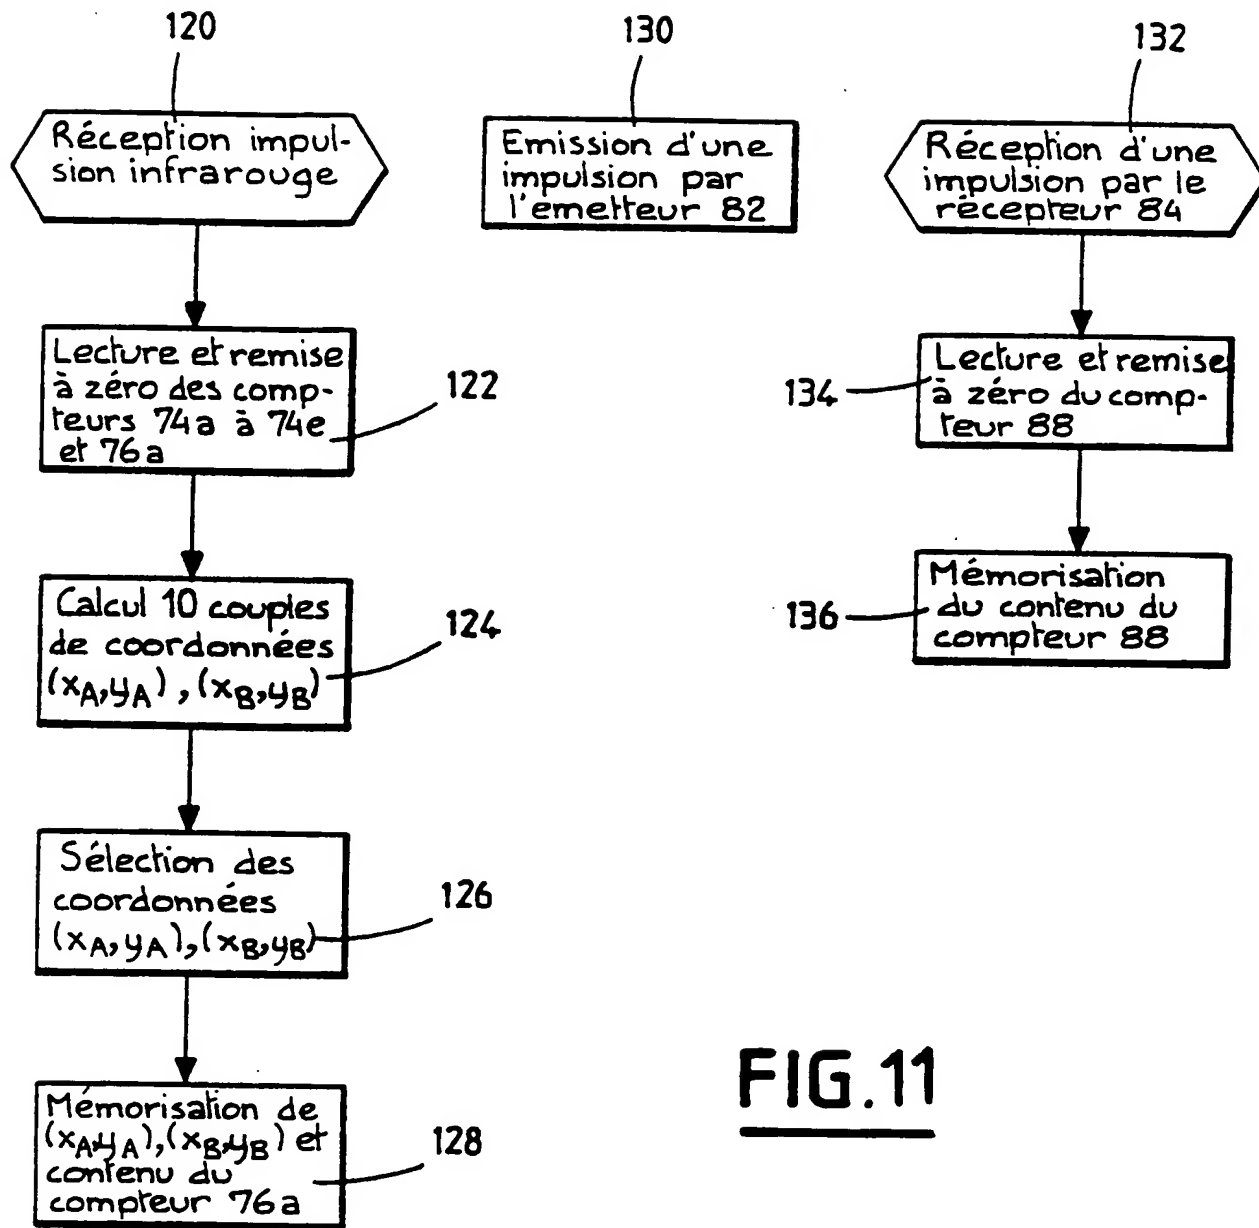 120
Réception impul-
sion infrarouge
Lecture et remise
à zéro des comp-
teurs 74a à 74e
et 76a
122
Calcul 10 couples
de coordonnées
(xA,yA), (xB,yB)
124
Sélection des
coordonnées
(xA,yA),(xB,yB)
126
Mémorisation de
(xA,yA),(xB,yB) et
contenu du
compteur 76a
128
130
Emission d'une
impulsion par
l'emetteur 82
132
Réception d'une
impulsion par le
récepteur 84
134
Lecture et remise
à zéro du comp-
teur 88
136
Mémorisation
du contenu du
compteur 88
FIG.11